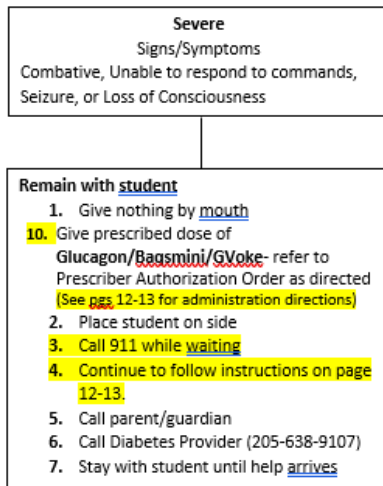 Severe
Signs/Symptoms
Combative, Unable to respond to commands,
Seizure, or Loss of Consciousness
Remain with student
1. Give nothing by mouth
10. Give prescribed dose of
Glucagon/Baqsmini/GVoke- refer to
Prescriber Authorization Order as directed
(See pgs 12-13 for administration directions)
2. Place student on side
3. Call 911 while waiting
4. Continue to follow instructions on page
12-13.
5. Call parent/guardian
6. Call Diabetes Provider (205-638-9107)
7. Stay with student until help arrives